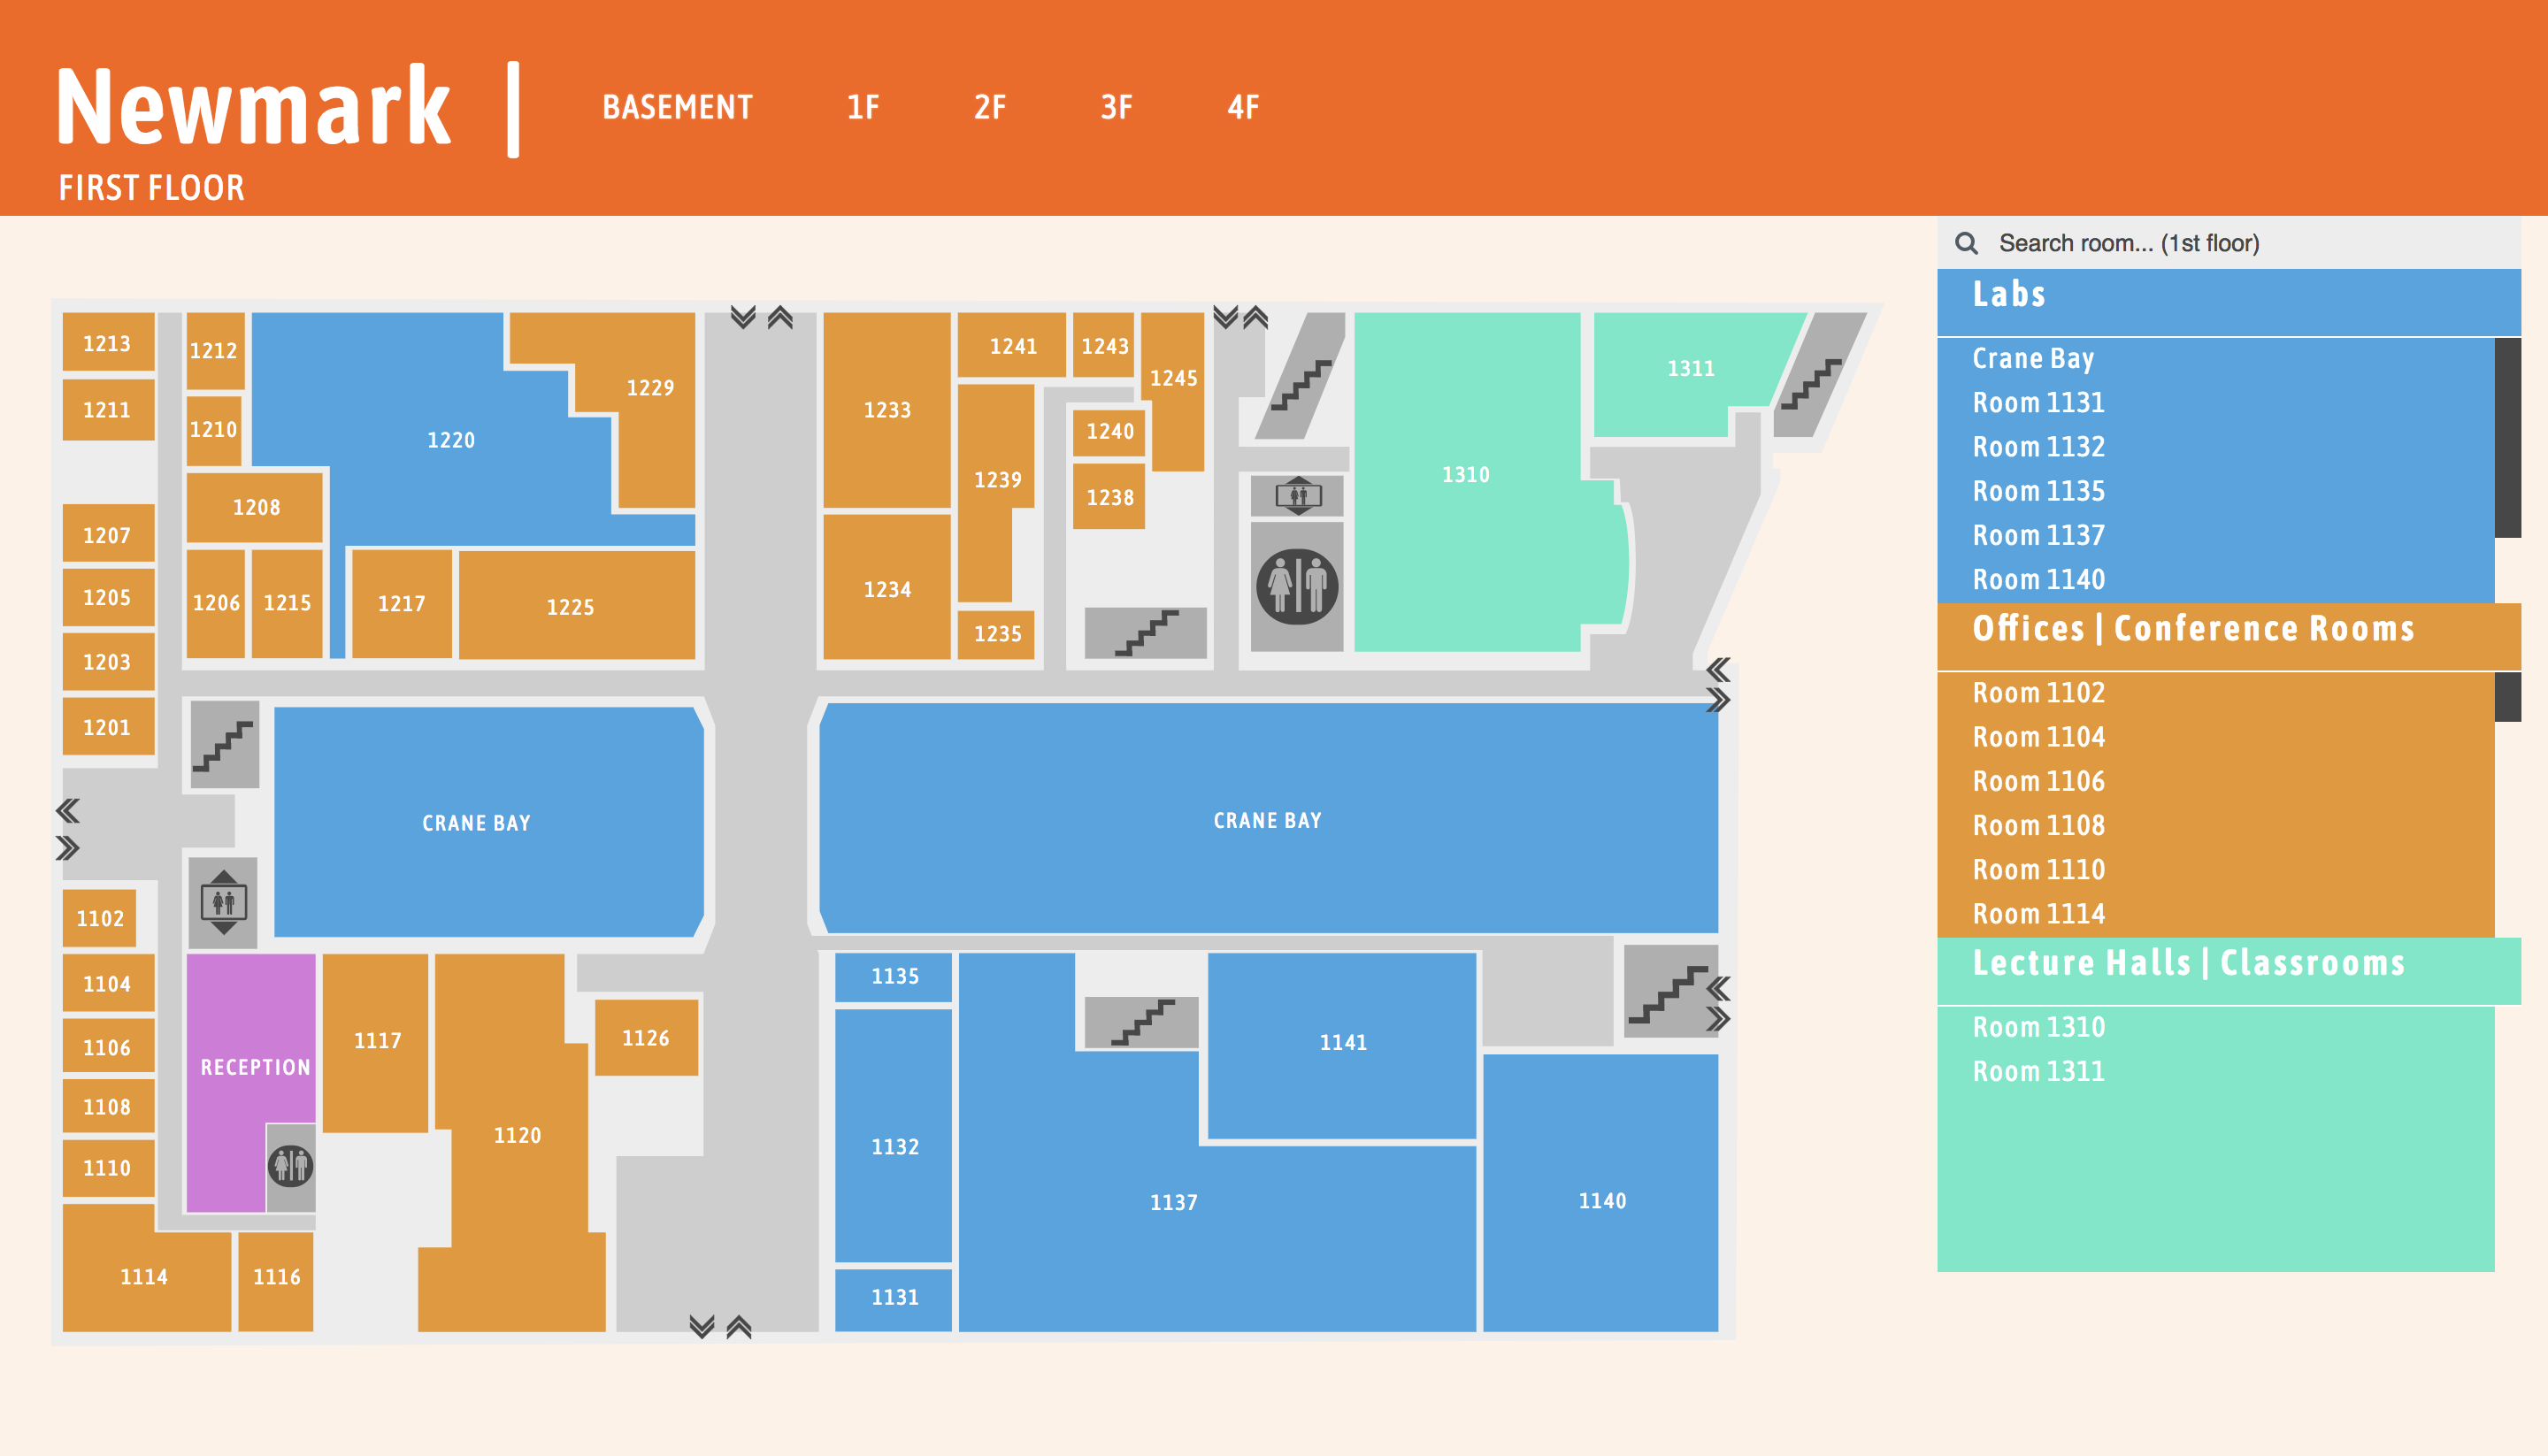 Newmark |
BASEMENT 1F 2F 3F 4F
FIRST FLOOR
Search room... (1st floor)
Labs
Crane Bay
Room 1131
Room 1132
Room 1135
Room 1137
Room 1140
Offices | Conference Rooms
Room 1102
Room 1104
Room 1106
Room 1108
Room 1110
Room 1114
Lecture Halls | Classrooms
Room 1310
Room 1311
1213
1212
1211
1210
1220
1229
1208
1207
1205
1206
1215
1217
1225
1203
1201
1233
1241
1243
1245
1239
1240
1238
1234
1235
1310
1311
CRANE BAY
CRANE BAY
1102
1104
1106
1108
1110
1114
1116
RECEPTION
1117
1120
1126
1135
1132
1131
1137
1141
1140